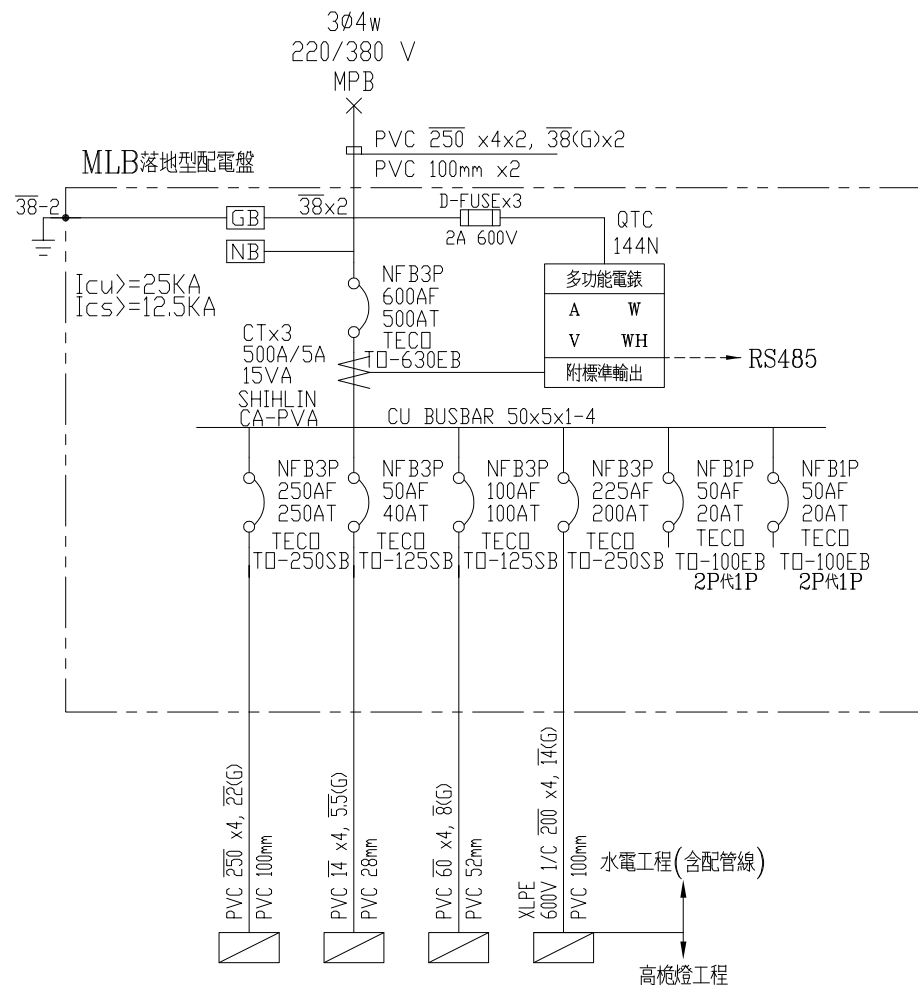 3Ø4w
220/380 V
MPB
PVC 250 x4x2, 38(G)x2
PVC 100mm x2
MLB落地型配電盤
38-2
GB
38x2
D-FUSEx3
2A 600V
QTC
144N
NB
Icu>=25KA
Ics>=12.5KA
NFB3P
600AF
500AT
TECO
TO-630EB
CTx3
500A/5A
15VA
SHIHLIN
CA-PVA
多功能電錶
A W
V WH
附標準輸出
RS485
CU BUSBAR 50x5x1-4
NFB3P
250AF
250AT
TECO
TO-250SB
NFB3P
50AF
40AT
TECO
TO-125SB
NFB3P
100AF
100AT
TECO
TO-125SB
NFB3P
225AF
200AT
TECO
TO-250SB
NFB1P
50AF
20AT
TECO
TO-100EB
2P代1P
NFB1P
50AF
20AT
TECO
TO-100EB
2P代1P
PVC 250 x4, 22(G)
PVC 100mm
PVC 14 x4, 5.5(G)
PVC 28mm
PVC 60 x4, 8(G)
PVC 52mm
XLPE
600V 1/C 200 x4, 14(G)
PVC 100mm
水電工程(含配管線)
高桅燈工程